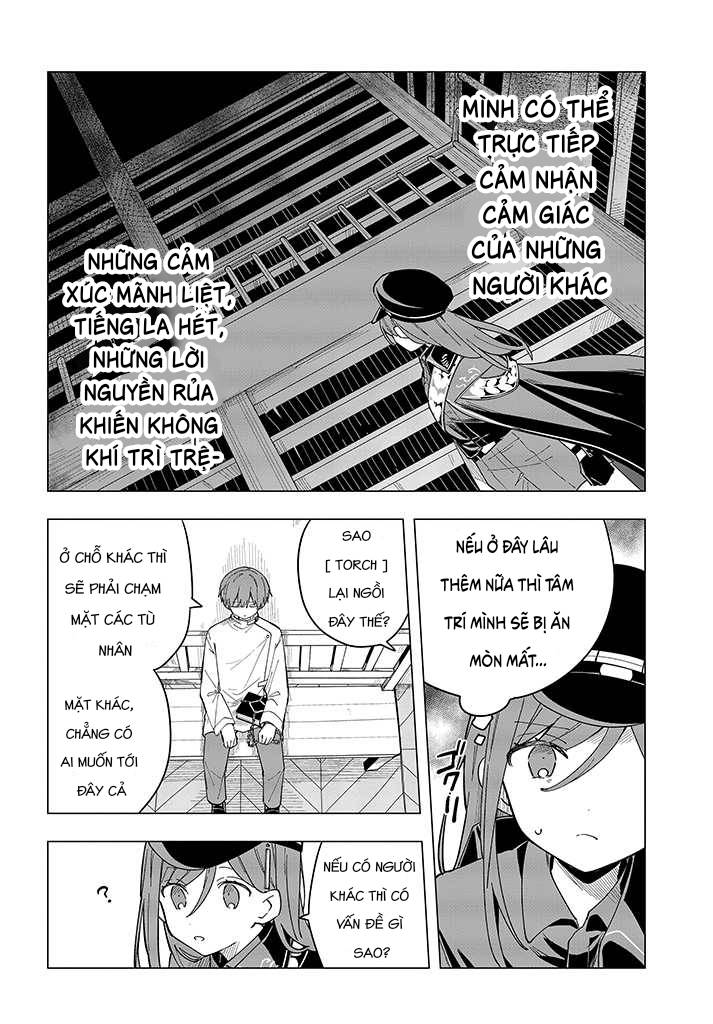 MÌNH CÓ THỂ
TRỰC TIẾP
CẢM NHẬN
CẢM GIÁC
CỦA NHỮNG
NGƯỜI KHÁC
NHỮNG CẢM
XÚC MÃNH LIỆT,
TIẾNG LA HÉT,
NHỮNG LỜI
NGUYỀN RỦA
KHIẾN KHÔNG
KHÍ TRÌ TRỆ-
NẾU Ở ĐÂY LÂU
THÊM NỮA THÌ TÂM
TRÍ MÌNH SẼ BỊ ĂN
MÒN MẤT...
SAO
[ TORCH ]
LẠI NGỒI
ĐÂY THẾ?
Ở CHỖ KHÁC THÌ
SẼ PHẢI CHẠM
MẶT CÁC TÙ
NHÂN
MẶT KHÁC,
CHẲNG CÓ
AI MUỐN TỚI
ĐÂY CẢ
NẾU CÓ NGƯỜI
KHÁC THÌ CÓ
VẤN ĐỀ GÌ
SAO?
?